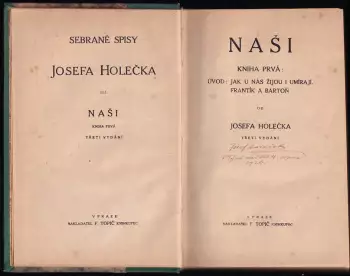 SEBRANÉ SPISY
JOSEFA HOLEČKA
NAŠI
KNIHA PRVÁ
TŘETÍ VYDÁNÍ
V PRAZE
NAKLADATEL F. TOPIČ KNIHKUPEC
NAŠI
KNIHA PRVÁ:
ÚVOD: JAK U NÁS ŽIJOU I UMÍRAJÍ.
FRANTÍK A BARTOŇ
OD
JOSEFA HOLEČKA
TŘETÍ VYDÁNÍ
V PRAZE
NAKLADATEL F. TOPIČ KNIHKUPEC